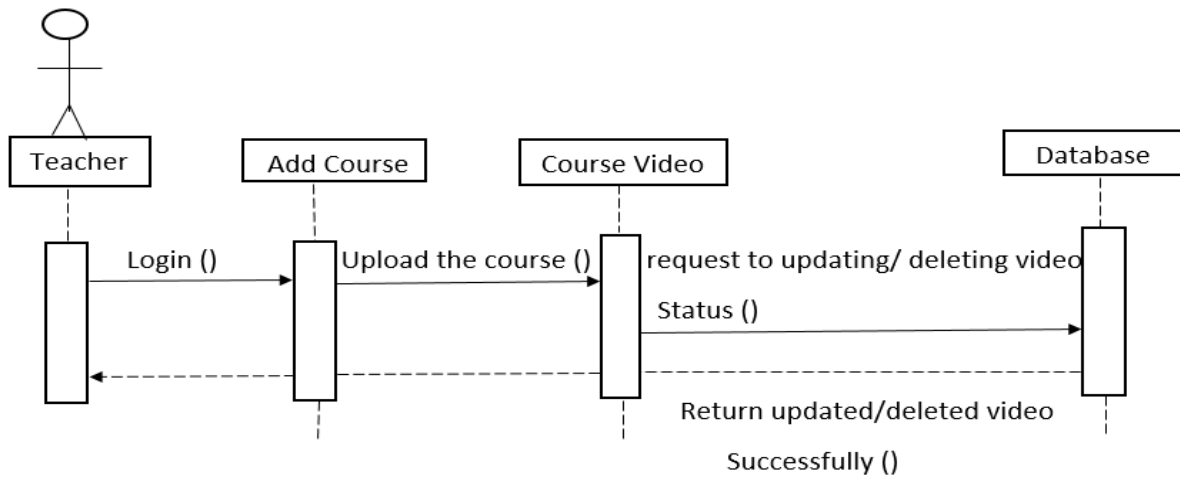 Teacher
Add Course
Course Video
Database
Login ()
Upload the course ()
request to updating/ deleting video
Status ()
Return updated/deleted video
Successfully ()